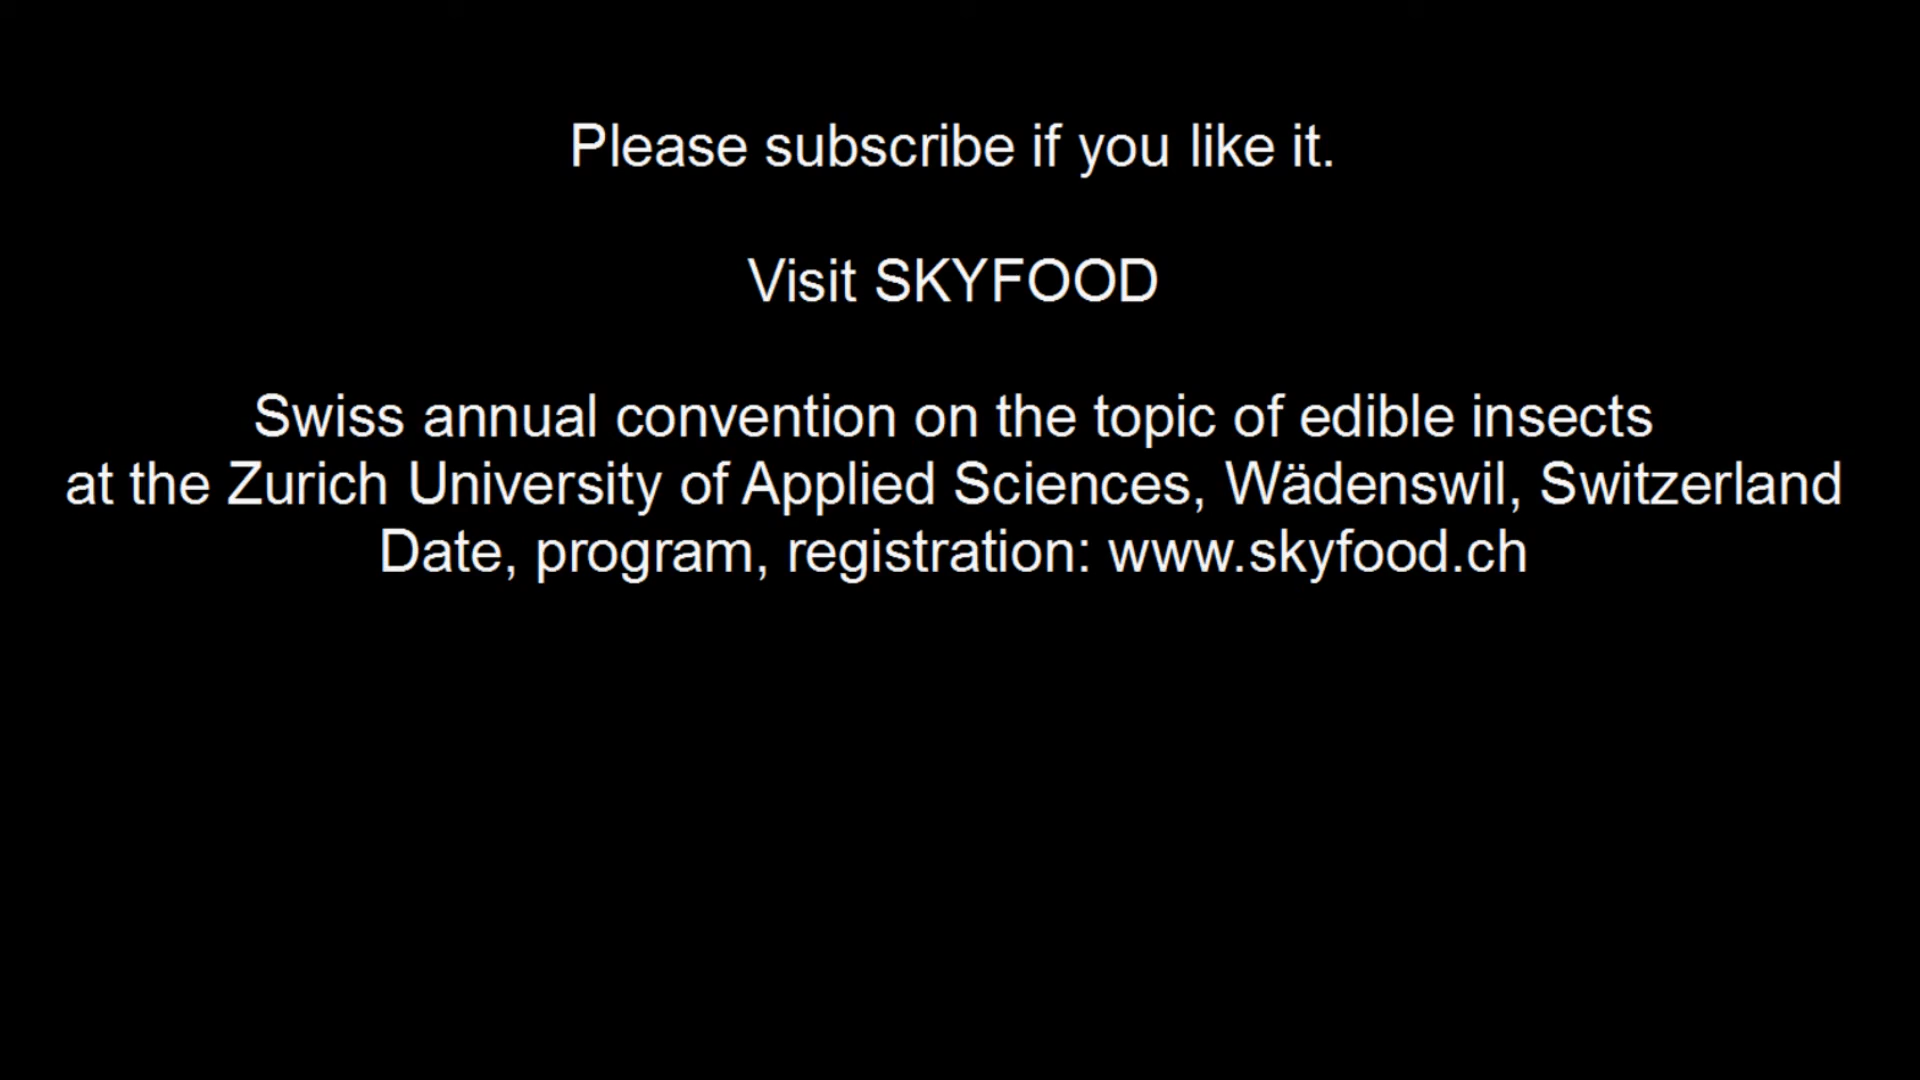 Please subscribe if you like it.
Visit SKYFOOD
Swiss annual convention on the topic of edible insects
at the Zurich University of Applied Sciences, Wädenswil, Switzerland
Date, program, registration: www.skyfood.ch